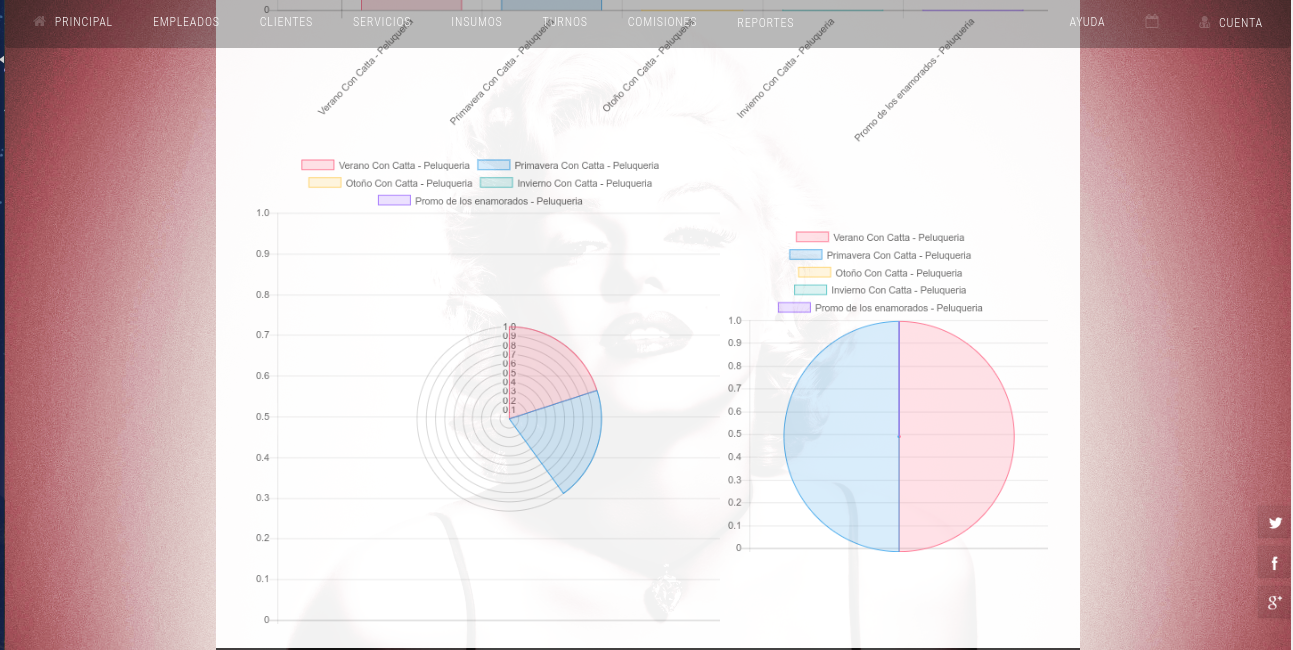 0
PRINCIPAL EMPLEADOS CLIENTES SERVICIOS INSUMOS TURNOS COMISIONES REPORTES AYUDA CUENTA
Verano Con Catta - Peluqueria
Primavera Con Catta - Peluqueria
Otoño Con Catta - Peluqueria
Invierno Con Catta - Peluqueria
Promo de los enamorados - Peluqueria
Verano Con Catta - Peluqueria Primavera Con Catta - Peluqueria
Otoño Con Catta - Peluqueria Invierno Con Catta - Peluqueria
Promo de los enamorados - Peluqueria
1.0
0.9
0.8
0.7
0.6
0.5
0.4
0.3
0.2
0.1
0
1.0
0.9
0.8
0.7
0.6
0.5
0.4
0.3
0.2
0.1
Verano Con Catta - Peluqueria
Primavera Con Catta - Peluqueria
Otoño Con Catta - Peluqueria
Invierno Con Catta - Peluqueria
Promo de los enamorados - Peluqueria
1.0
0.9
0.8
0.7
0.6
0.5
0.4
0.3
0.2
0.1
0
g+